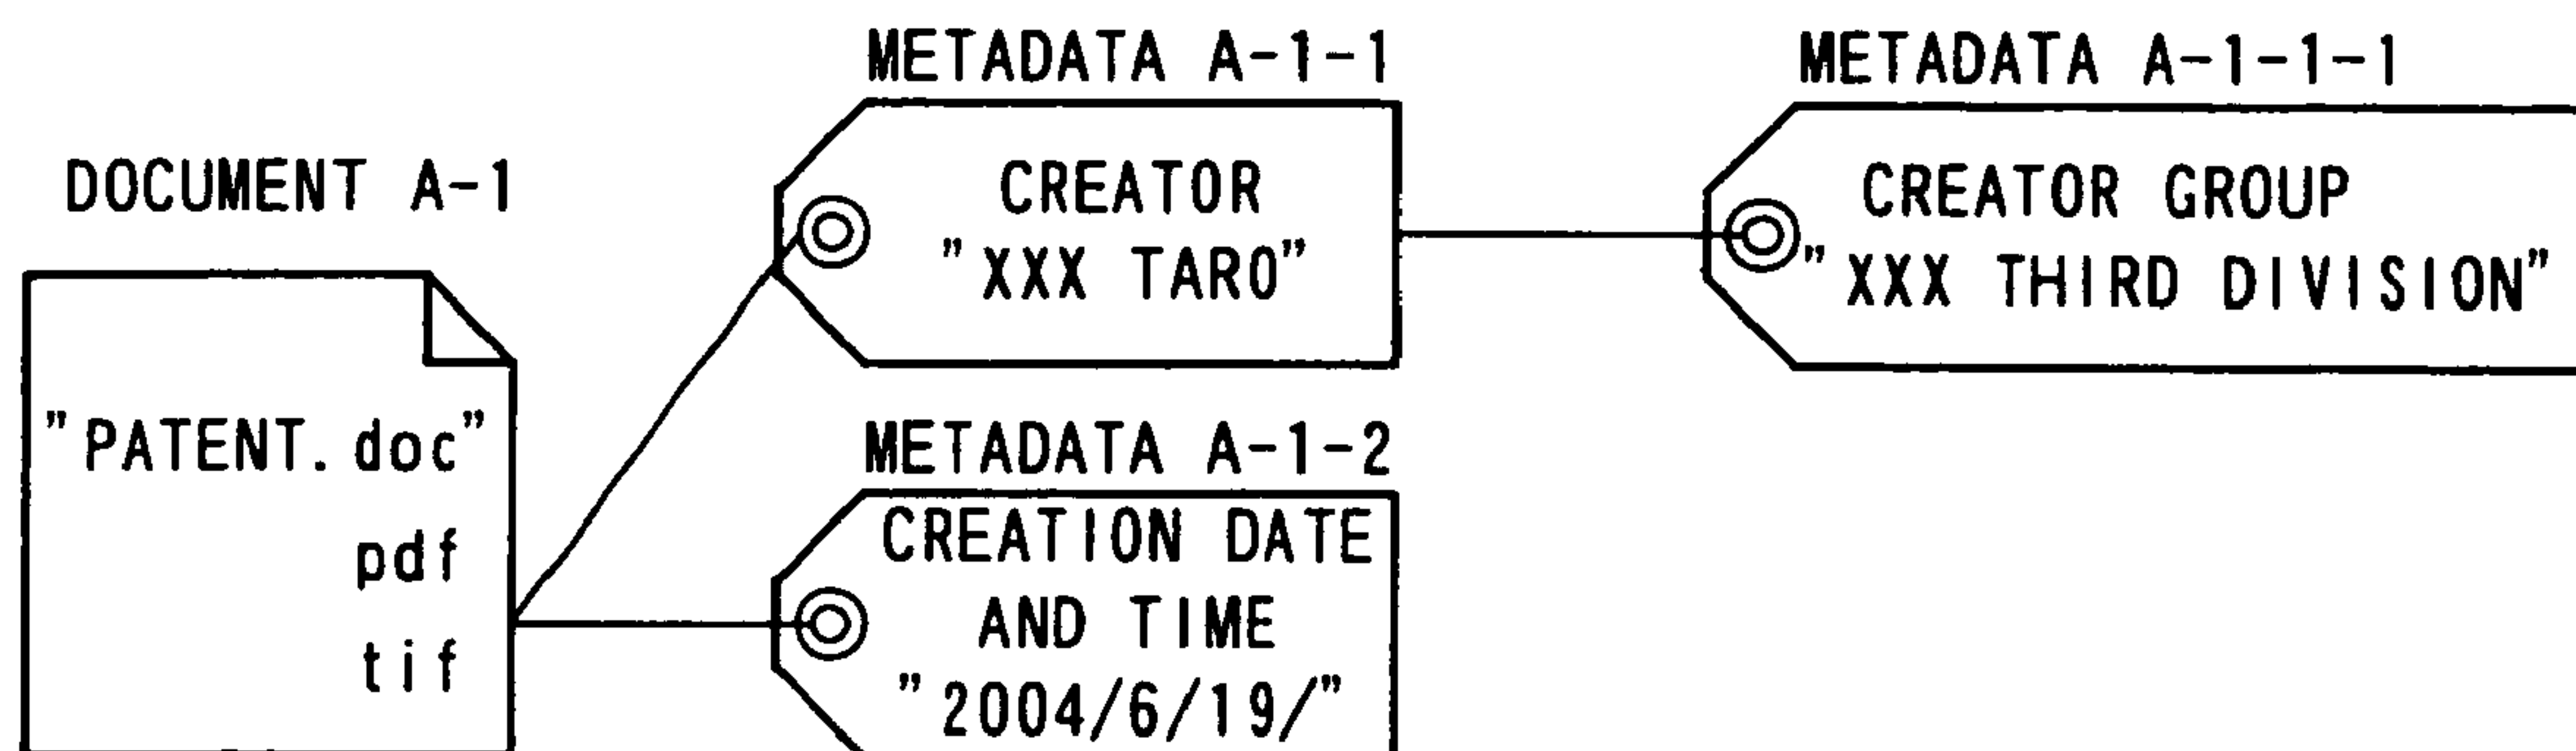 DOCUMENT A-1
"PATENT.doc"
pdf
tif
METADATA A-1-1
CREATOR
"XXX TARO"
METADATA A-1-1-1
CREATOR GROUP
"XXX THIRD DIVISION"
METADATA A-1-2
CREATION DATE
AND TIME
"2004/6/19/"